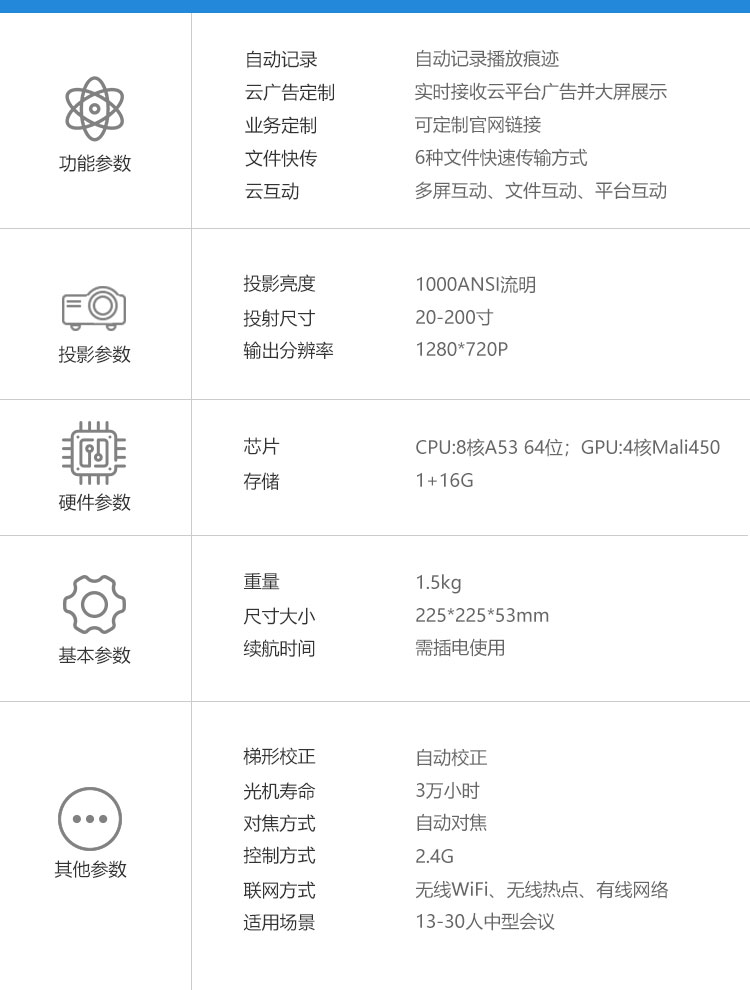 功能参数
自动记录 自动记录播放痕迹
云广告定制 实时接收云平台广告并大屏展示
业务定制 可定制官网链接
文件快传 6种文件快速传输方式
云互动 多屏互动、文件互动、平台互动
投影参数
投影亮度 1000ANSI流明
投射尺寸 20-200寸
输出分辨率 1280*720P
硬件参数
芯片 CPU:8核A53 64位；GPU:4核Mali450
存储 1+16G
基本参数
重量 1.5kg
尺寸大小 225*225*53mm
续航时间 需插电使用
其他参数
梯形校正 自动校正
光机寿命 3万小时
对焦方式 自动对焦
控制方式 2.4G
联网方式 无线WiFi、无线热点、有线网络
适用场景 13-30人中型会议